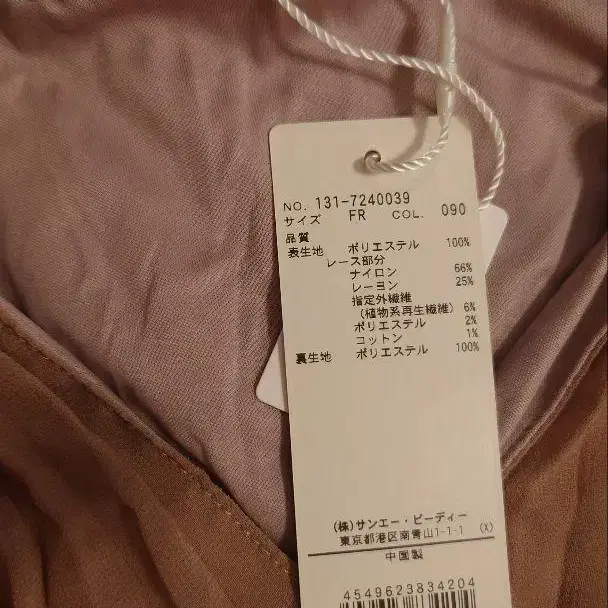 NO. 131-7240039
サイズ FR COL. 090
品質
表生地 ポリエステル 100%
レース部分
ナイロン 66%
レーヨン 25%
指定外繊維
(植物系再生繊維) 6%
ポリエステル 2%
コットン 1%
裏生地 ポリエステル 100%
(株)サンエー・ビーディー
東京都港区南青山1-1-1 (X)
中国製
4549623834204